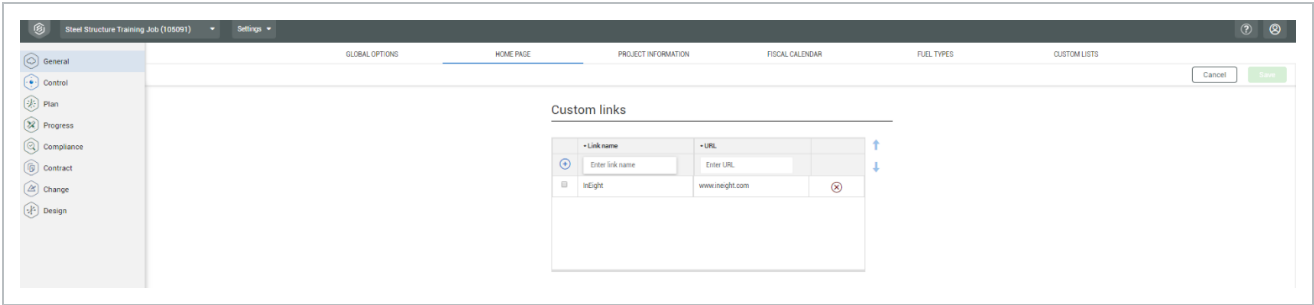 Steel Structure Training Job (105091) Settings
General
Control
Plan
Progress
Compliance
Contract
Change
Design
GLOBAL OPTIONS HOME PAGE PROJECT INFORMATION FISCAL CALENDAR FUEL TYPES CUSTOM LISTS
Cancel Save
Custom links
Link name URL
Enter link name Enter URL
InEight www.ineight.com